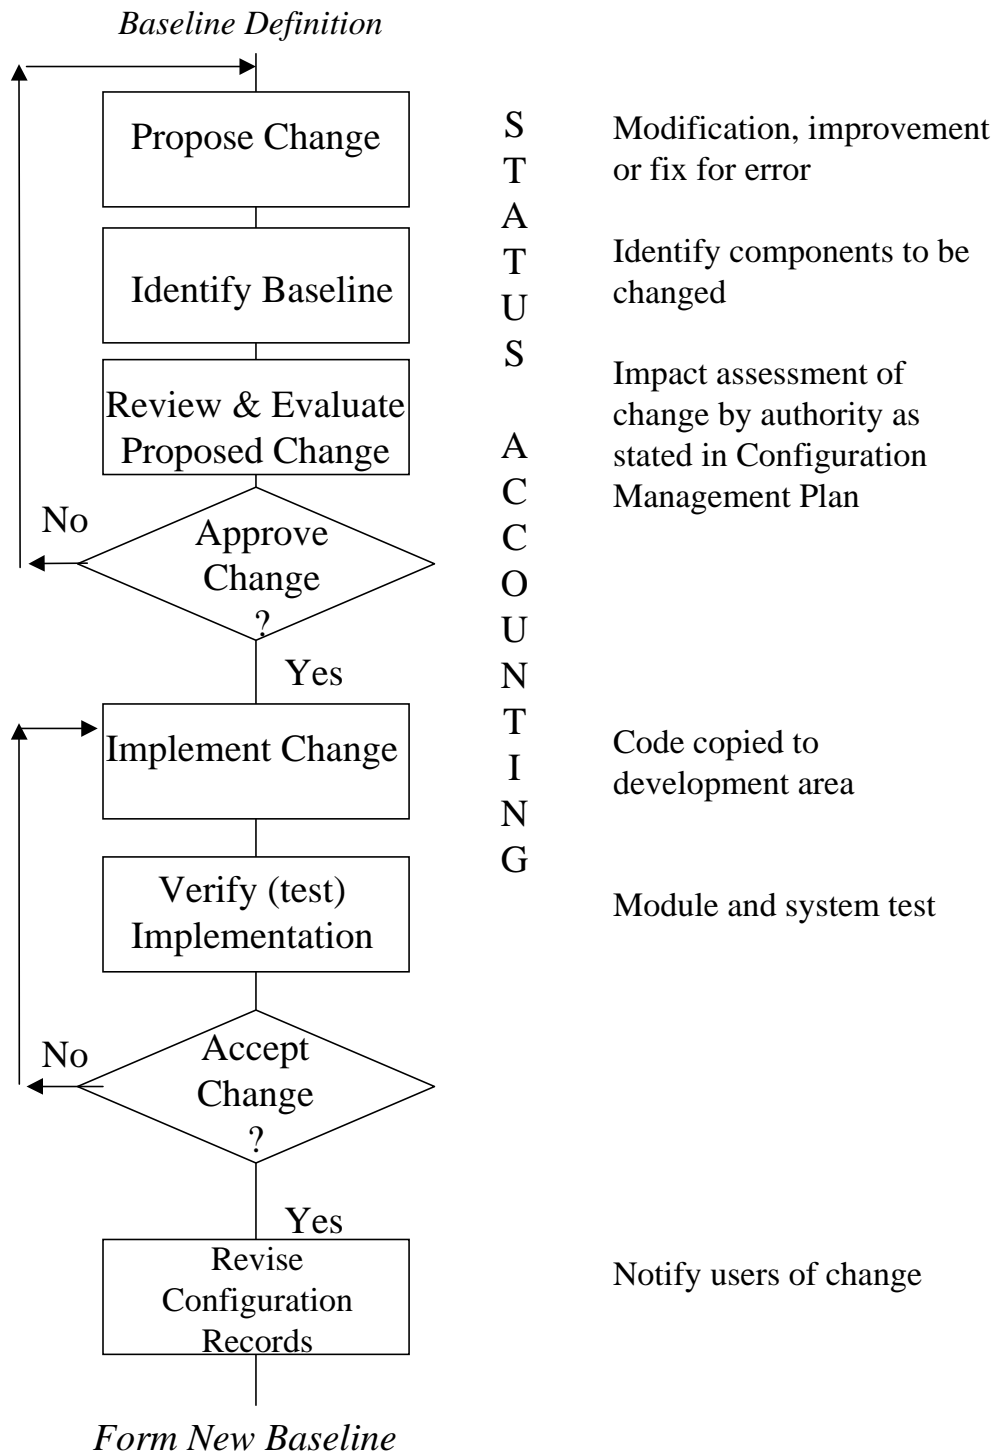 Baseline Definition
Propose Change
Identify Baseline
Review & Evaluate
Proposed Change
No
Approve
Change
?
Yes
Implement Change
Verify (test)
Implementation
No
Accept
Change
?
Yes
Revise
Configuration
Records
Form New Baseline
S
T
A
T
U
S
A
C
C
O
U
N
T
I
N
G
Modification, improvement
or fix for error
Identify components to be
changed
Impact assessment of
change by authority as
stated in Configuration
Management Plan
Code copied to
development area
Module and system test
Notify users of change